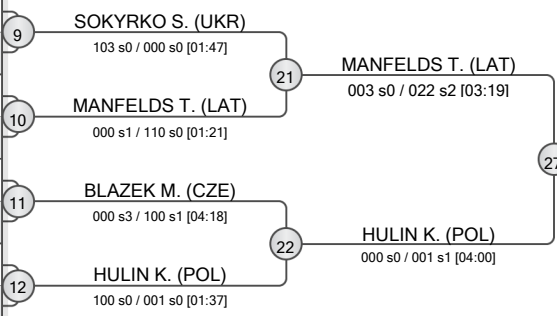 9
SOKYRKO S. (UKR)
103 s0 / 000 s0 [01:47]
21
MANFELDS T. (LAT)
003 s0 / 022 s2 [03:19]
10
MANFELDS T. (LAT)
000 s1 / 110 s0 [01:21]
27
11
BLAZEK M. (CZE)
000 s3 / 100 s1 [04:18]
22
HULIN K. (POL)
000 s0 / 001 s1 [04:00]
12
HULIN K. (POL)
100 s0 / 001 s0 [01:37]